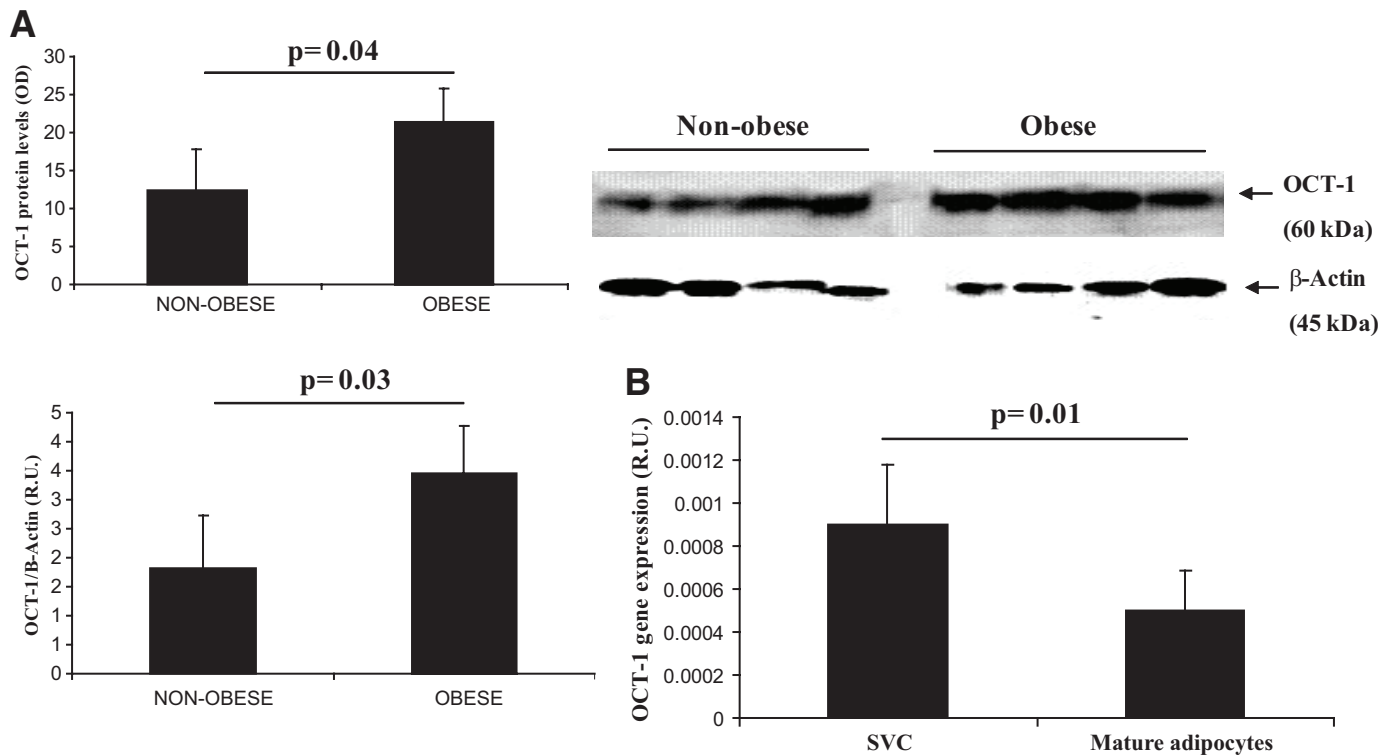 A
p= 0.04
OCT-1 protein levels (OD)
30
25
20
15
10
5
0
NON-OBESE OBESE
Non-obese Obese
OCT-1
(60 kDa)
β-Actin
(45 kDa)
p= 0.03
OCT-1/B-Actin (R.U.)
5
4
4
3
3
2
2
1
1
0
NON-OBESE OBESE
B
p= 0.01
OCT-1 gene expression (R.U.)
0.0014
0.0012
0.001
0.0008
0.0006
0.0004
0.0002
0
SVC Mature adipocytes